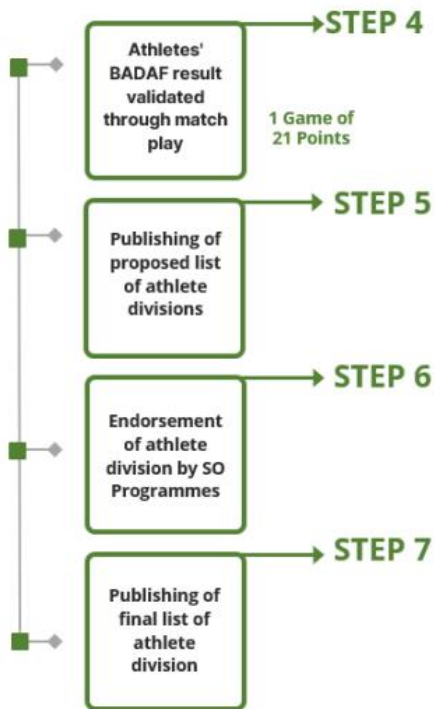 STEP 4
Athletes'
BADAF result
validated
through match
play
1 Game of
21 Points
STEP 5
Publishing of
proposed list
of athlete
divisions
STEP 6
Endorsement
of athlete
division by SO
Programmes
STEP 7
Publishing of
final list of
athlete
division